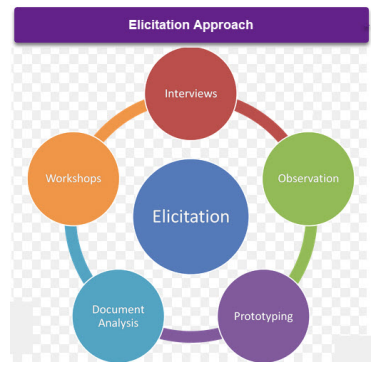 Elicitation Approach
Interviews
Workshops
Observation
Elicitation
Document
Analysis
Prototyping